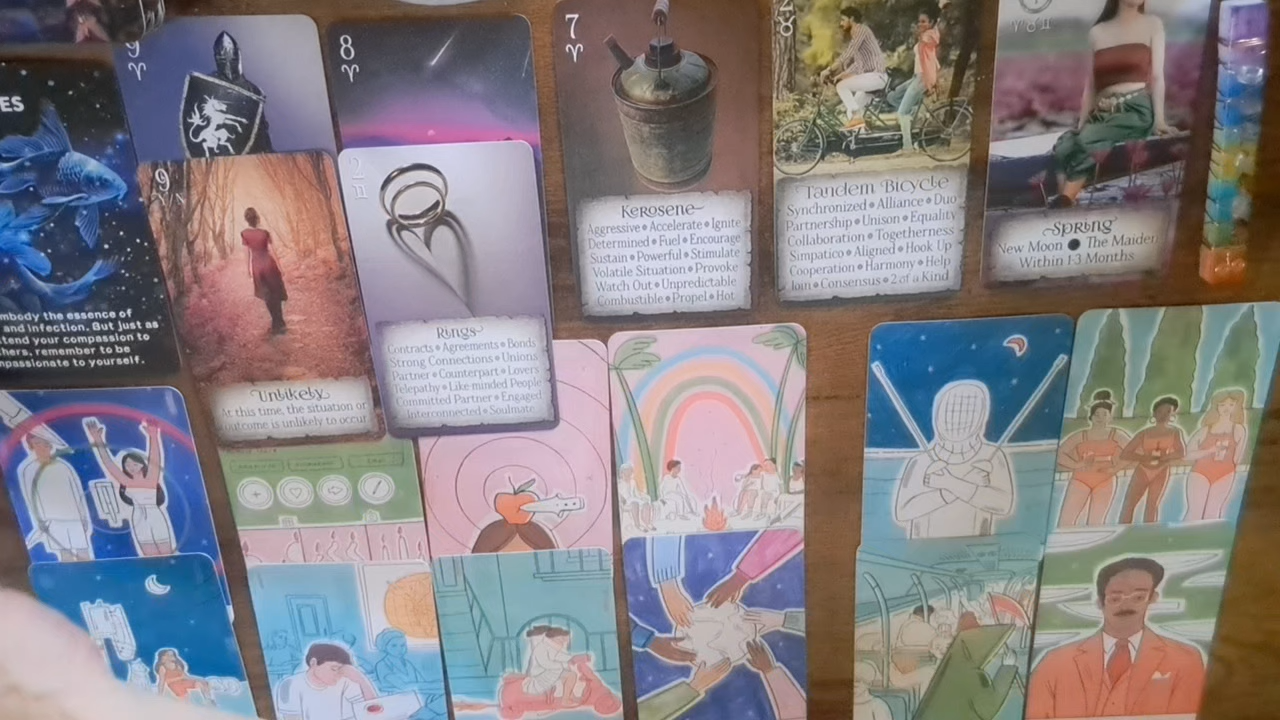 9
8
7
2
ES
9
2
mbody the essence of
and infection. But just as
tend your compassion to
hers, remember to be
mpassionate to yourself.
Unlikely
At this time, the situation or
outcome is unlikely to occur
Rings
Contracts • Agreements • Bonds
Strong Connections • Unions
Partner • Counterpart • Lovers
Telepathy • Like-minded People
Committed Partner • Engaged
Interconnected • Soulmate
Kerosene
Aggressive • Accelerate • Ignite
Determined • Fuel • Encourage
Sustain • Powerful • Stimulate
Volatile Situation • Provoke
Watch Out • Unpredictable
Combustible • Propel • Hot
Tandem Bicycle
Synchronized • Alliance • Duo
Partnership • Unison • Equality
Collaboration • Togetherness
Simpatico • Aligned • Hook Up
Cooperation • Harmony • Help
Join • Consensus • 2 of a Kind
Spring
New Moon ● The Maiden
Within 1-3 Months